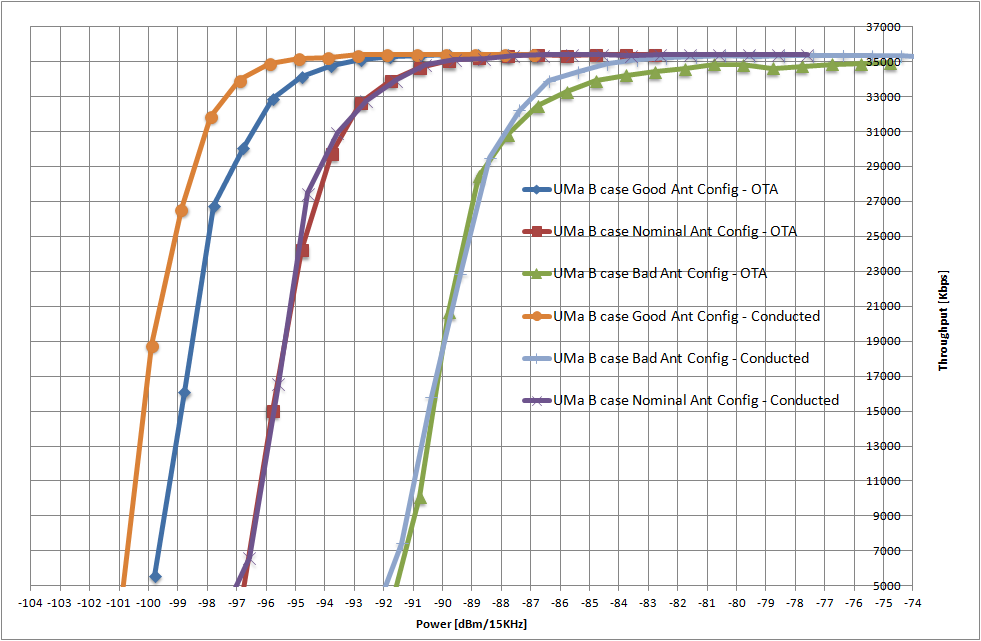 37000
35000
33000
31000
29000
27000
25000
23000
21000
19000
17000
15000
13000
11000
9000
7000
5000
Throughput [Kbps]
UMa B case Good Ant Config - OTA
UMa B case Nominal Ant Config - OTA
UMa B case Bad Ant Config - OTA
UMa B case Good Ant Config - Conducted
UMa B case Bad Ant Config - Conducted
UMa B case Nominal Ant Config - Conducted
-104 -103 -102 -101 -100 -99 -98 -97 -96 -95 -94 -93 -92 -91 -90 -89 -88 -87 -86 -85 -84 -83 -82 -81 -80 -79 -78 -77 -76 -75 -74
Power [dBm/15KHz]